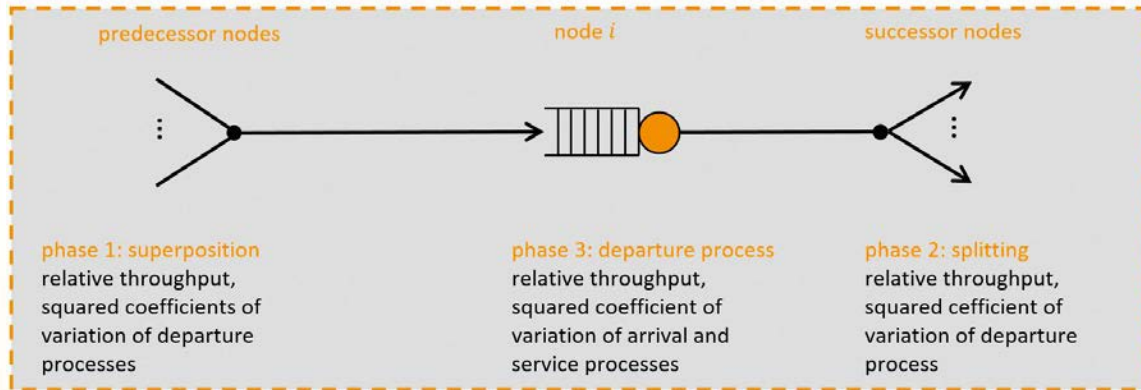 predecessor nodes
node i
successor nodes
⋮
⋮
phase 1: superposition
relative throughput,
squared coefficients of
variation of departure
processes
phase 3: departure process
relative throughput,
squared coefficient of
variation of arrival and
service processes
phase 2: splitting
relative throughput,
squared cefficient of
variation of departure
process